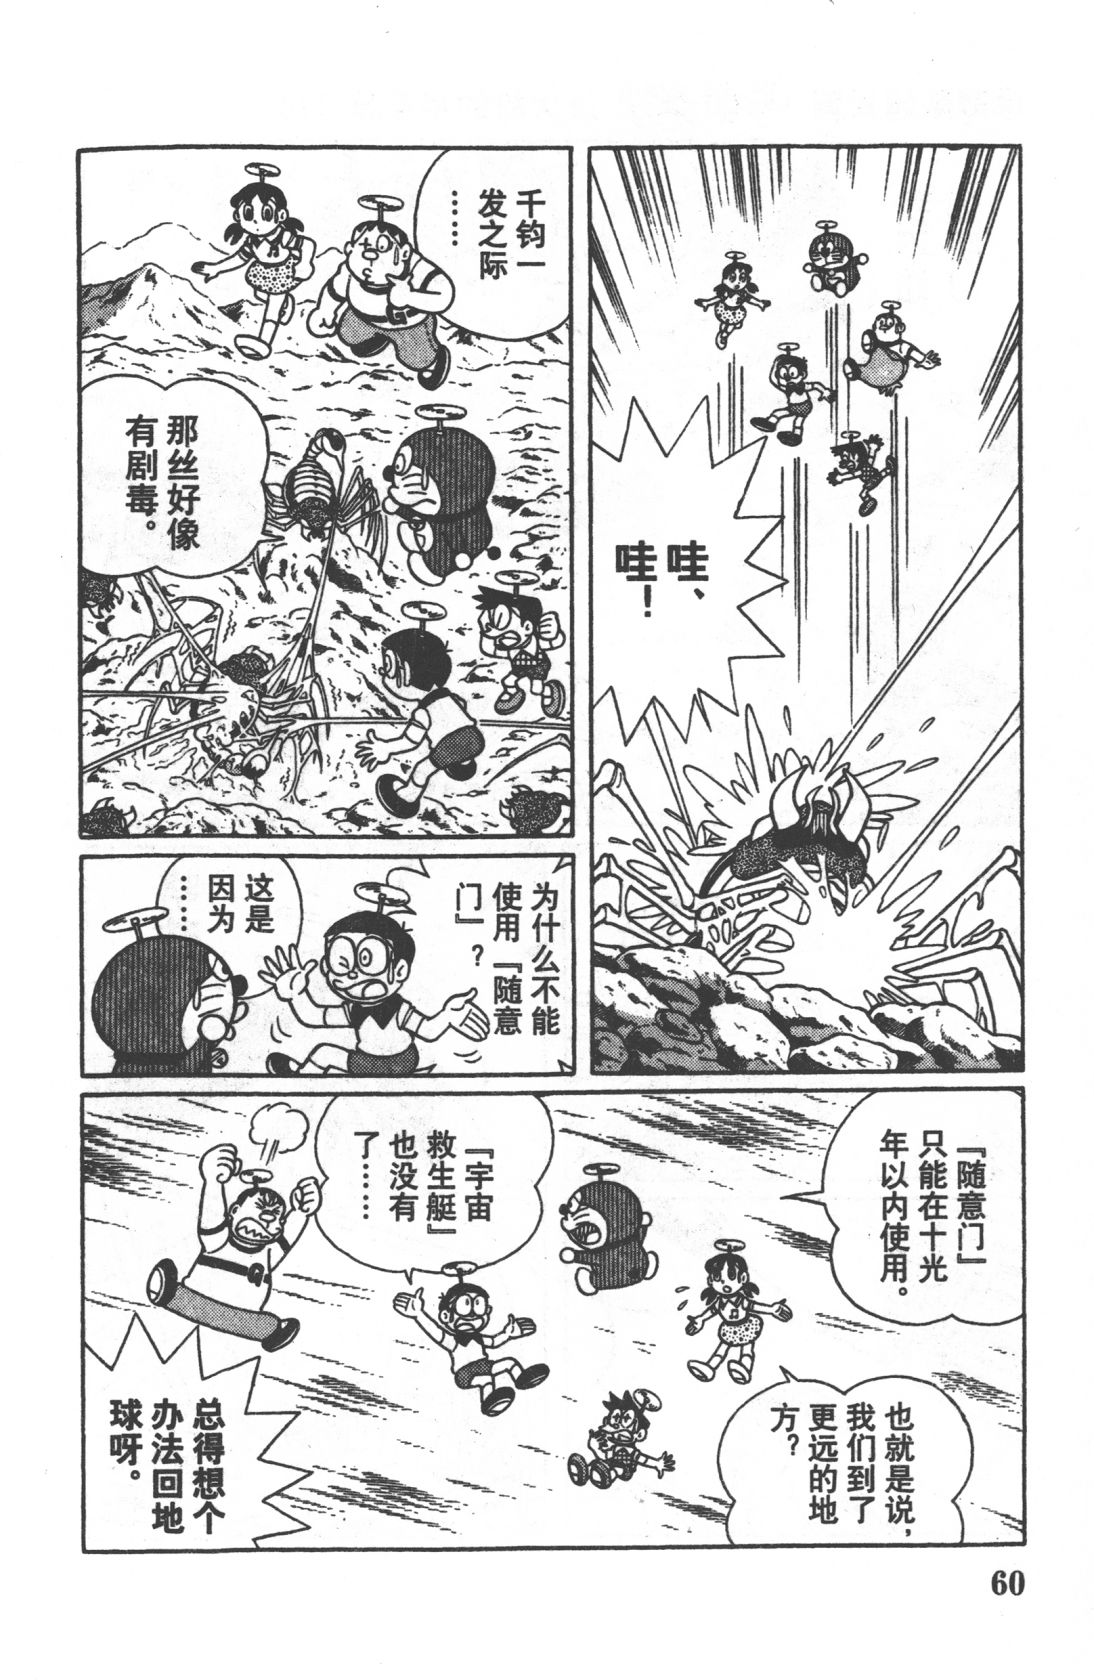 哇、
哇！
千钧一
发之际
……
那丝好像
有剧毒。
为什么不能
使用『随意
门』？
这是
因为
……
『随意门』
只能在十光
年以内使用。
也就是说，
我们到了
更远的地
方？
『宇宙
救生艇』
也没有
了……
总得想个
办法回地
球呀。
60